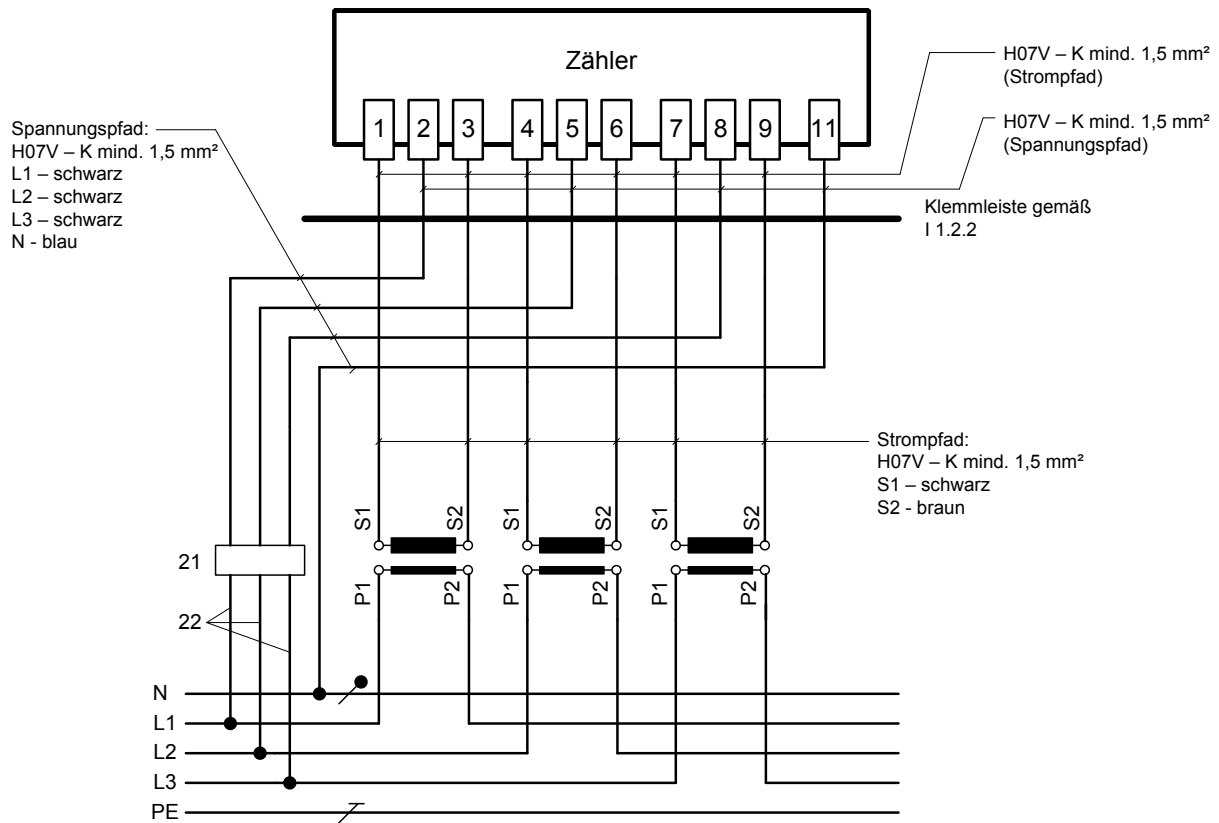 Zähler
1 2 3 4 5 6 7 8 9 11
H07V – K mind. 1,5 mm²
(Strompfad)
H07V – K mind. 1,5 mm²
(Spannungspfad)
Spannungspfad:
H07V – K mind. 1,5 mm²
L1 – schwarz
L2 – schwarz
L3 – schwarz
N - blau
Klemmleiste gemäß
I 1.2.2
Strompfad:
H07V – K mind. 1,5 mm²
S1 – schwarz
S2 - braun
S1 S2 S1 S2 S1 S2
21
P1 P2 P1 P2 P1 P2
22
N
L1
L2
L3
PE